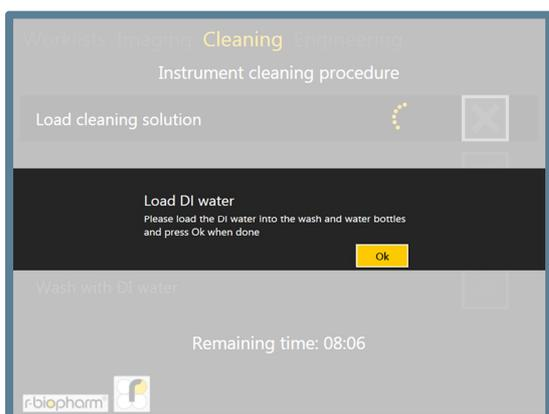 Worklists Imaging Cleaning Engineering
Instrument cleaning procedure
Load cleaning solution
Load DI water
Please load the DI water into the wash and water bottles
and press Ok when done
Ok
Wash with DI water
Remaining time: 08:06
r-biopharm®